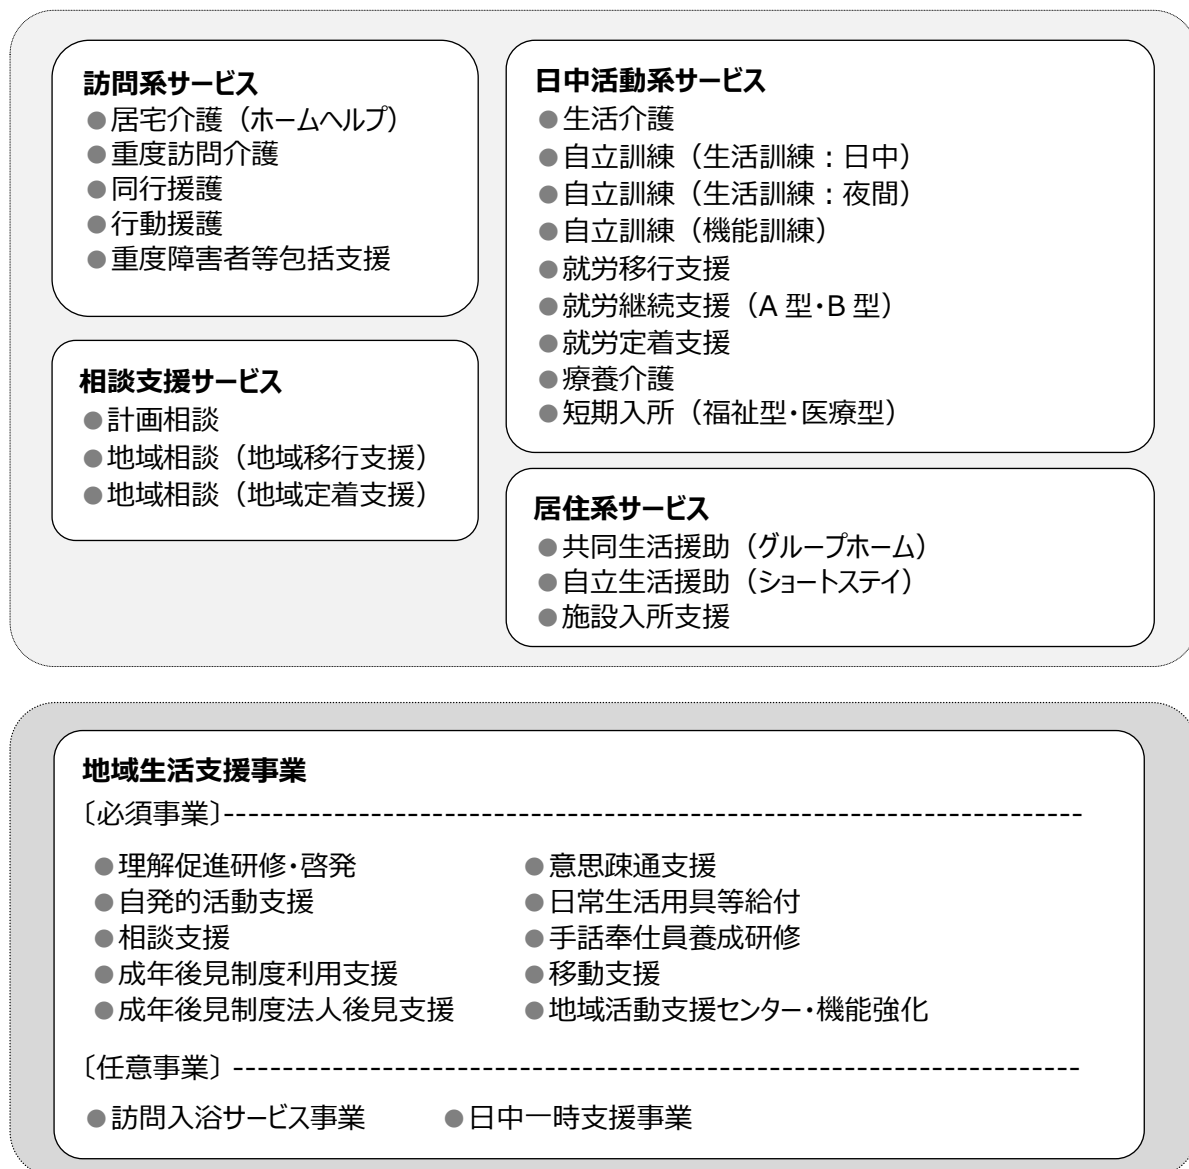 訪問系サービス
●居宅介護（ホームヘルプ）
●重度訪問介護
●同行援護
●行動援護
●重度障害者等包括支援
相談支援サービス
●計画相談
●地域相談（地域移行支援）
●地域相談（地域定着支援）
日中活動系サービス
●生活介護
●自立訓練（生活訓練：日中）
●自立訓練（生活訓練：夜間）
●自立訓練（機能訓練）
●就労移行支援
●就労継続支援（A 型・B 型）
●就労定着支援
●療養介護
●短期入所（福祉型・医療型）
居住系サービス
●共同生活援助（グループホーム）
●自立生活援助（ショートステイ）
●施設入所支援
地域生活支援事業
〔必須事業〕----------------------------------------------------------------------
●理解促進研修・啓発
●自発的活動支援
●相談支援
●成年後見制度利用支援
●成年後見制度法人後見支援
●意思疎通支援
●日常生活用具等給付
●手話奉仕員養成研修
●移動支援
●地域活動支援センター・機能強化
〔任意事業〕---------------------------------------------------------------------
●訪問入浴サービス事業
●日中一時支援事業